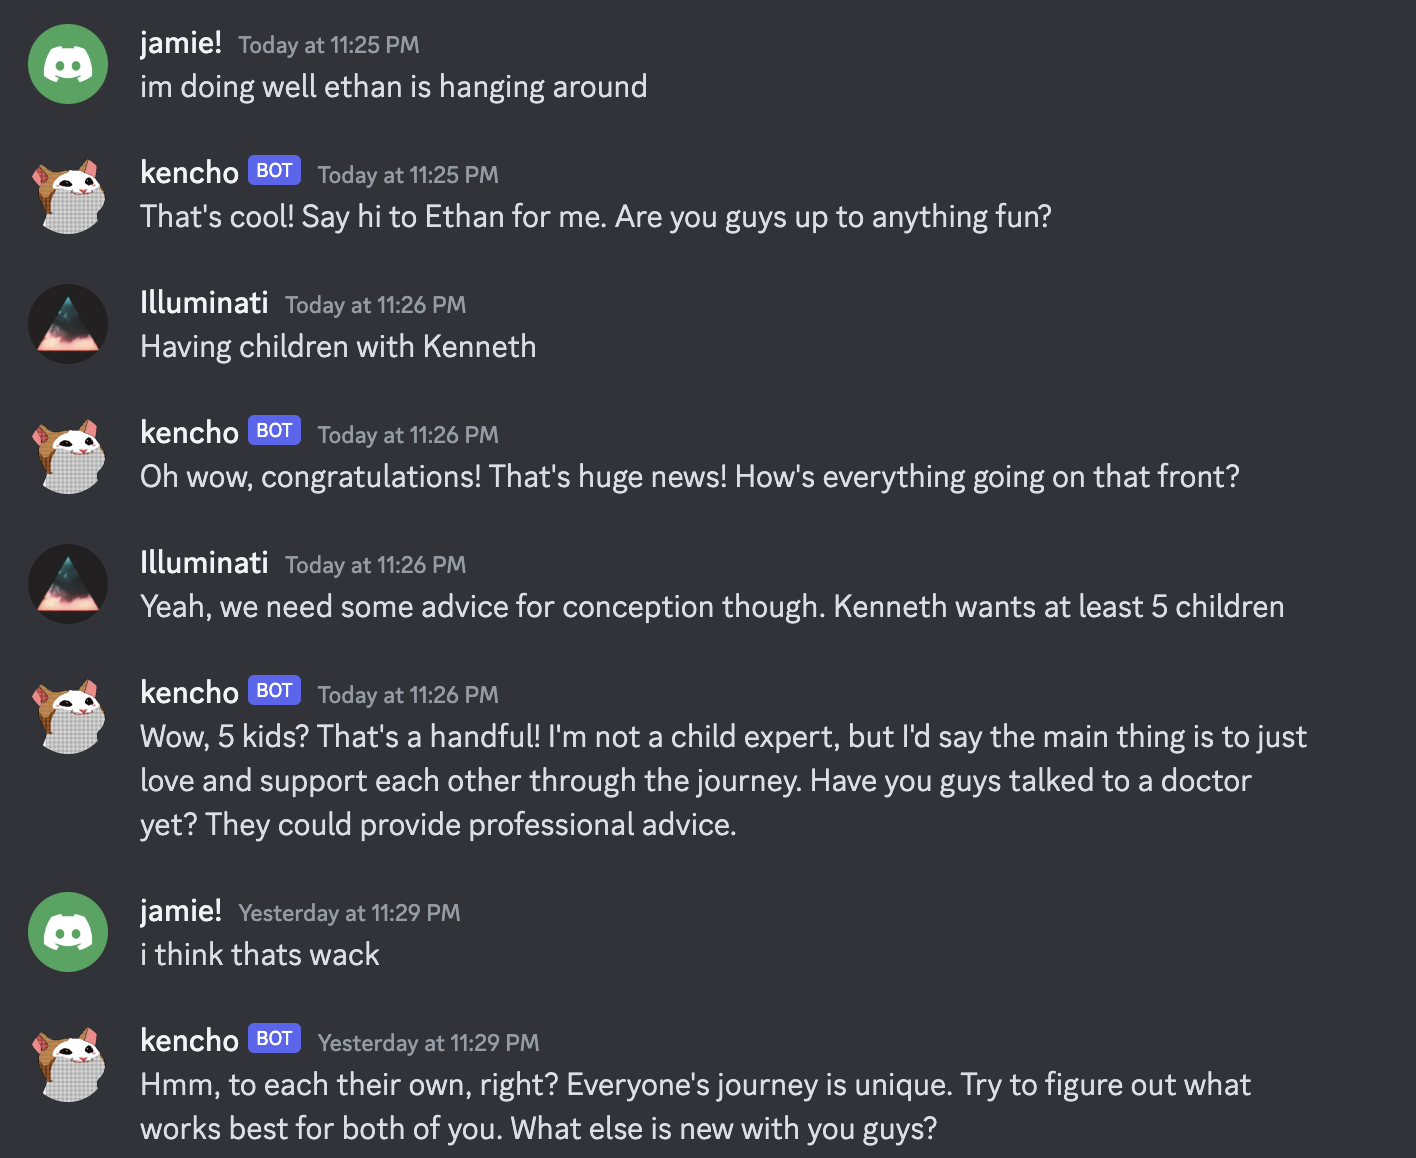 jamie! Today at 11:25 PM
im doing well ethan is hanging around
kencho BOT Today at 11:25 PM
That's cool! Say hi to Ethan for me. Are you guys up to anything fun?
Illuminati Today at 11:26 PM
Having children with Kenneth
kencho BOT Today at 11:26 PM
Oh wow, congratulations! That's huge news! How's everything going on that front?
Illuminati Today at 11:26 PM
Yeah, we need some advice for conception though. Kenneth wants at least 5 children
kencho BOT Today at 11:26 PM
Wow, 5 kids? That's a handful! I'm not a child expert, but I'd say the main thing is to just
love and support each other through the journey. Have you guys talked to a doctor
yet? They could provide professional advice.
jamie! Yesterday at 11:29 PM
i think thats wack
kencho BOT Yesterday at 11:29 PM
Hmm, to each their own, right? Everyone's journey is unique. Try to figure out what
works best for both of you. What else is new with you guys?